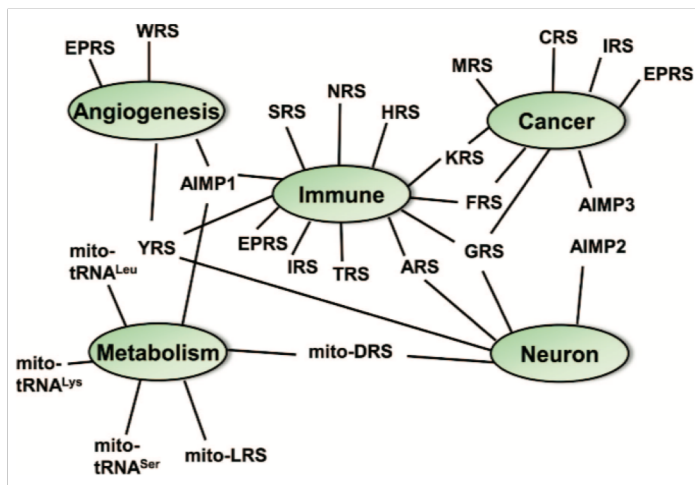 WRS
EPRS
Angiogenesis
CRS
IRS
MRS
EPRS
Cancer
NRS
SRS
HRS
KRS
AIMP1
Immune
FRS
AIMP3
YRS
EPRS
IRS
TRS
ARS
GRS
AIMP2
mito-
tRNALeu
Metabolism
mito-DRS
Neuron
mito-
tRNALys
mito-
tRNASer
mito-LRS